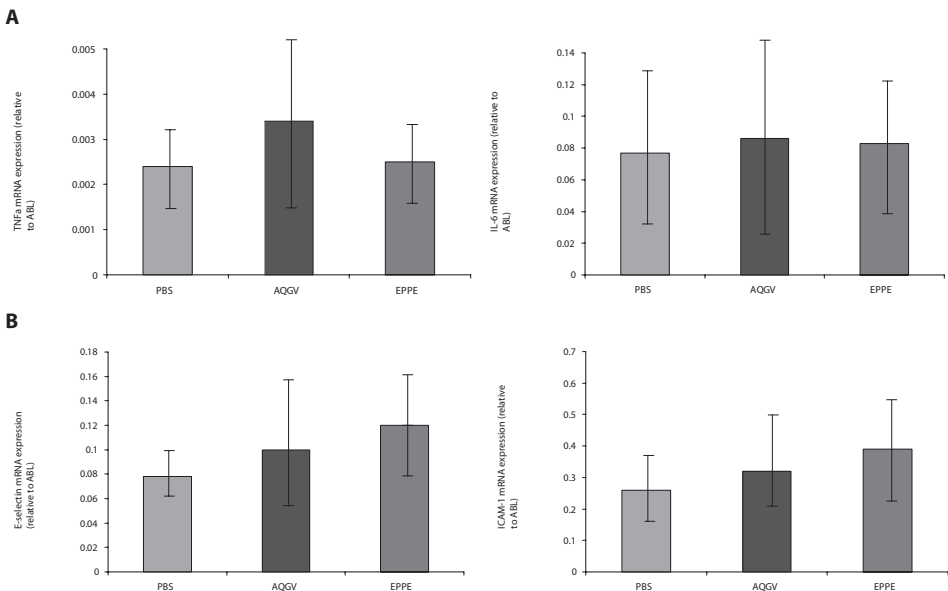 A
TNFa mRNA expression (relative
to ABL)
0.005
0.004
0.003
0.002
0.001
0
PBS
AQGV
EPPE
IL-6 mRNA expression (relative to
ABL)
0.14
0.12
0.1
0.08
0.06
0.04
0.02
0
PBS
AQGV
EPPE
B
E-selectin mRNA expression
(relative to ABL)
0.18
0.16
0.14
0.12
0.1
0.08
0.06
0.04
0.02
0
PBS
AQGV
EPPE
ICAM-1 mRNA expression (relative
to ABL)
0.7
0.6
0.5
0.4
0.3
0.2
0.1
0
PBS
AQGV
EPPE